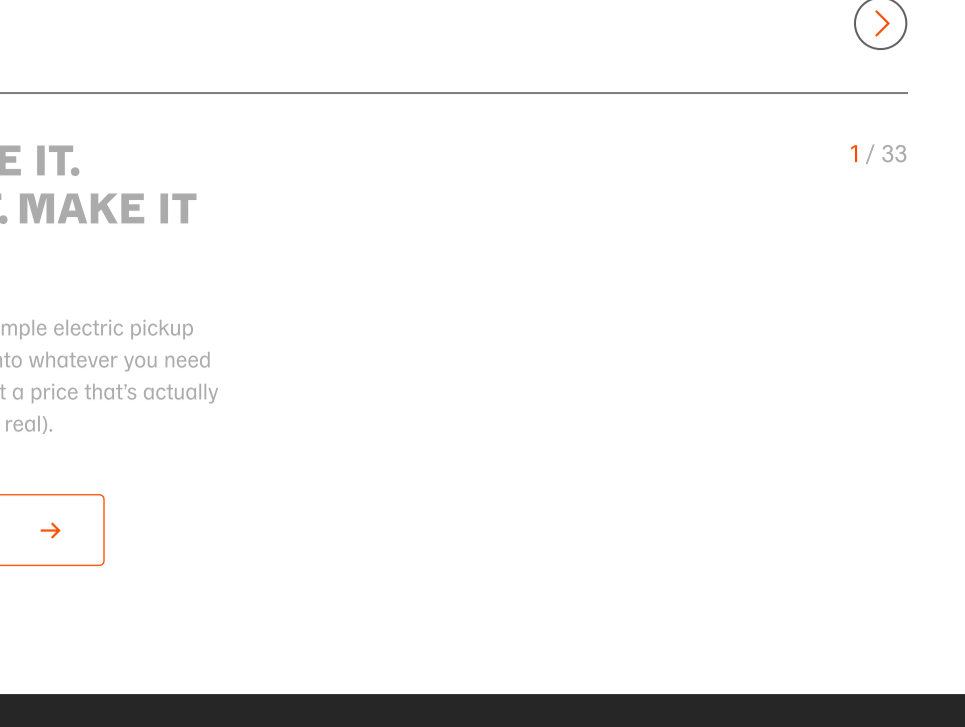 1 / 33
E IT.
. MAKE IT
mple electric pickup
nto whatever you need
t a price that's actually
real).